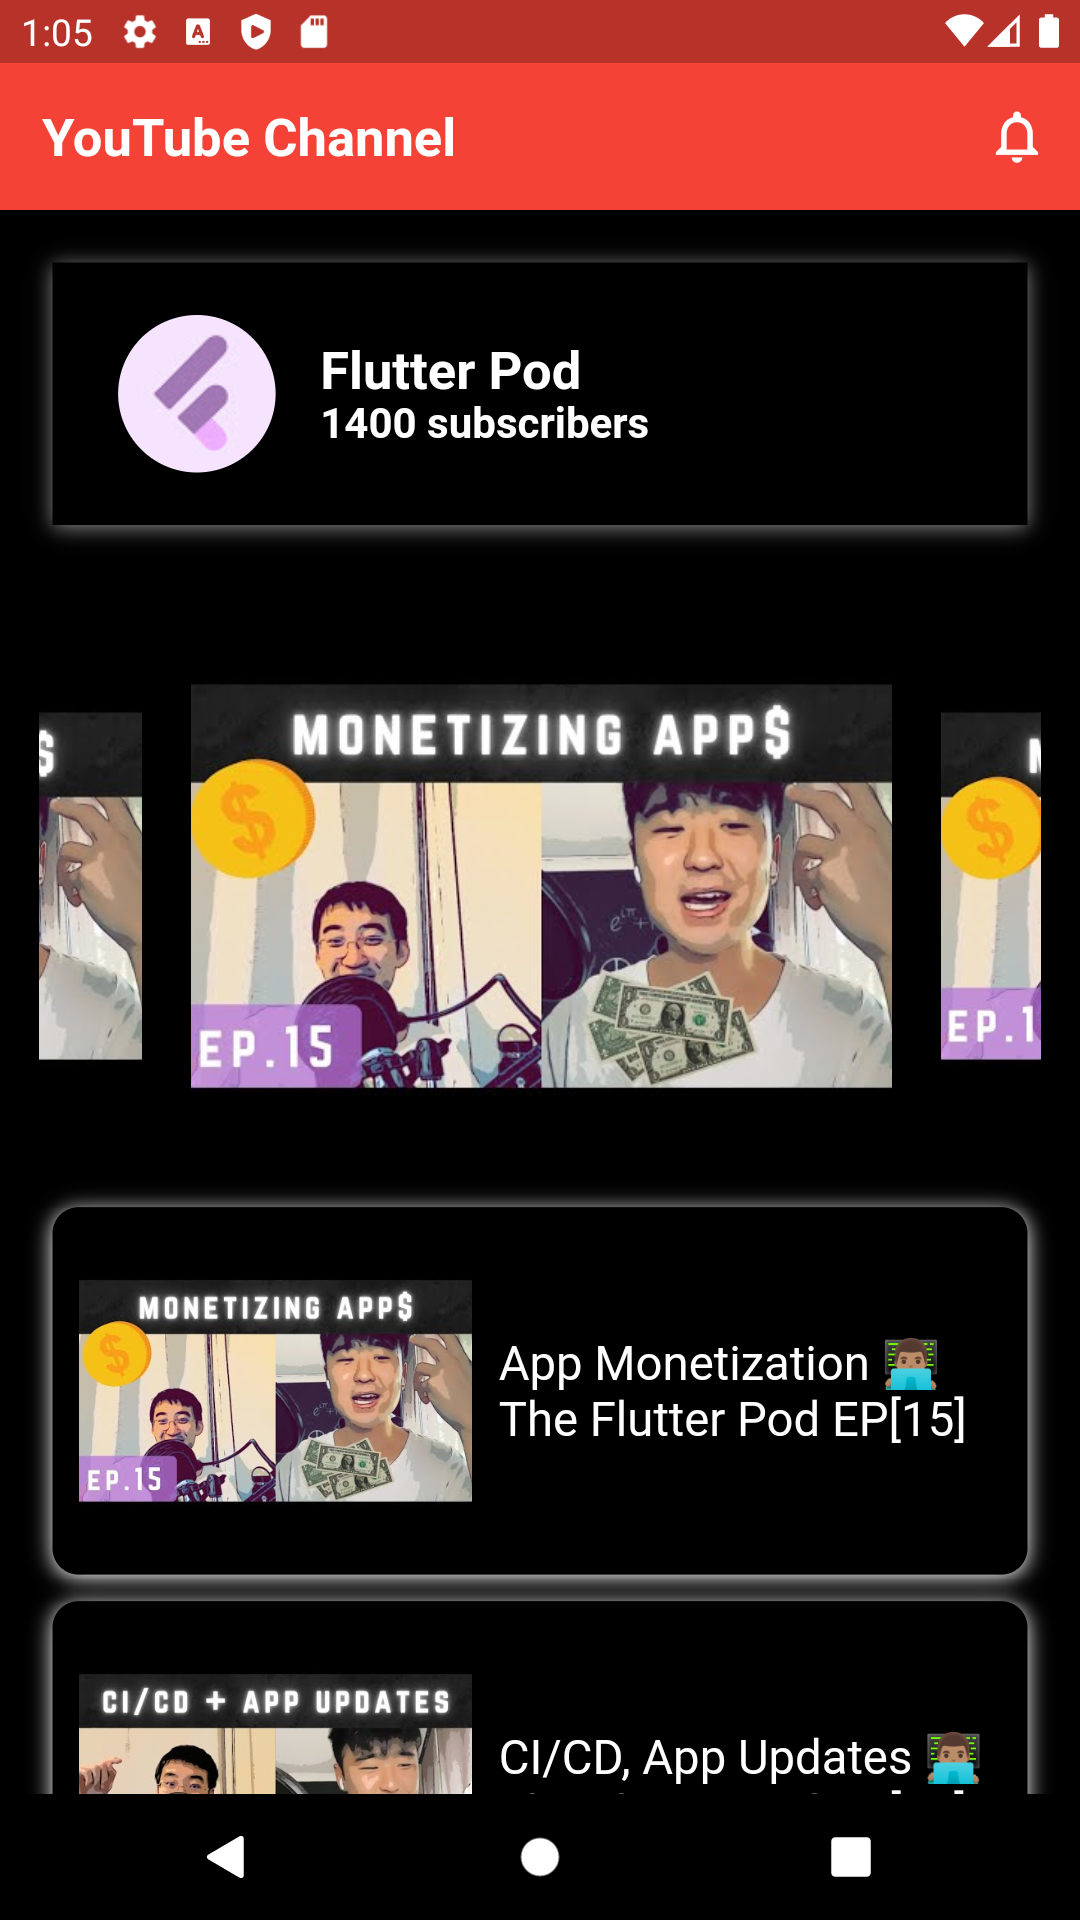 1:05
YouTube Channel
Flutter Pod
1400 subscribers
$
MONETIZING APP$
EP.15
EP.1
MONETIZING APP$
EP.15
App Monetization 👨🏽‍💻
The Flutter Pod EP[15]
CI/CD + APP UPDATES
CI/CD, App Updates 👨🏽‍💻